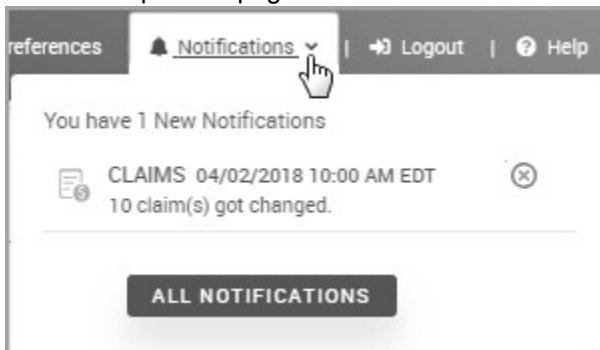 references Notifications | Logout | Help
You have 1 New Notifications
CLAIMS 04/02/2018 10:00 AM EDT
10 claim(s) got changed.
ALL NOTIFICATIONS